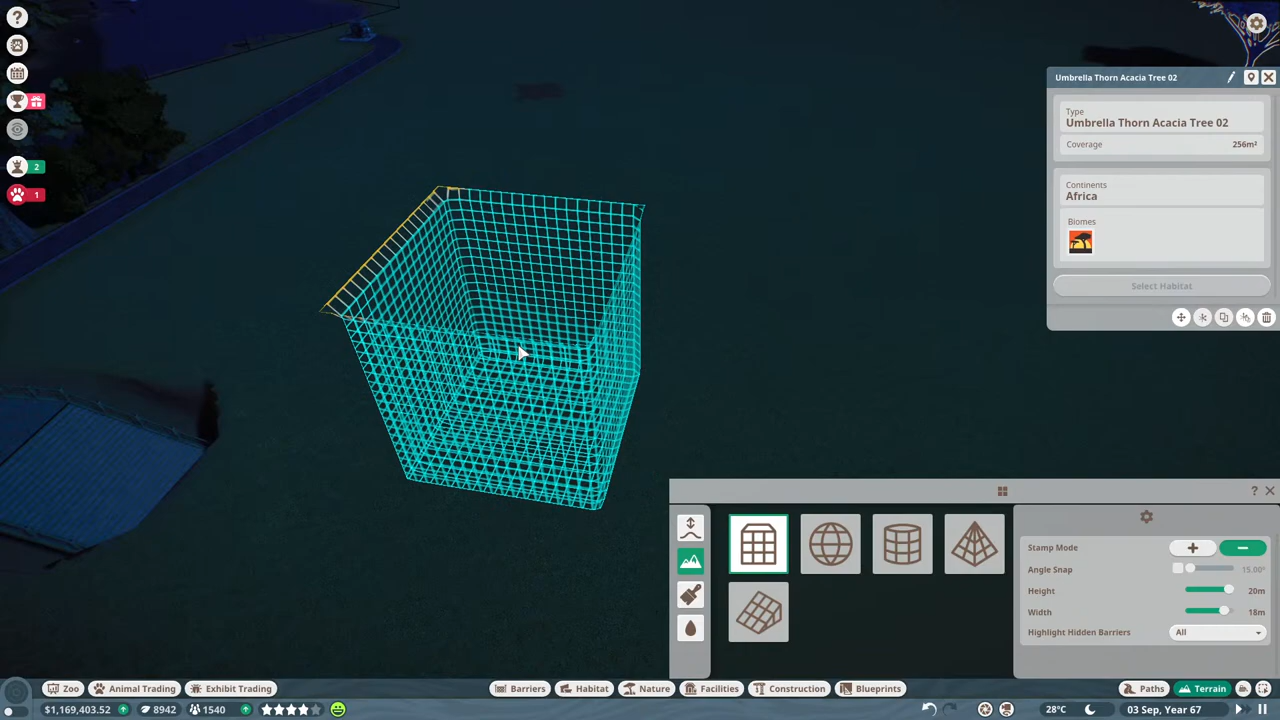 ?
2
1
Umbrella Thorn Acacia Tree 02
Type
Umbrella Thorn Acacia Tree 02
Coverage 256m²
Continents
Africa
Biomes
Select Habitat
?
Stamp Mode
Angle Snap 15.00°
Height 20m
Width 18m
Highlight Hidden Barriers All
Zoo Animal Trading Exhibit Trading Barriers Habitat Nature Facilities Construction Blueprints Paths Terrain
$1,169,403.52 8942 1540 28°C 03 Sep, Year 67